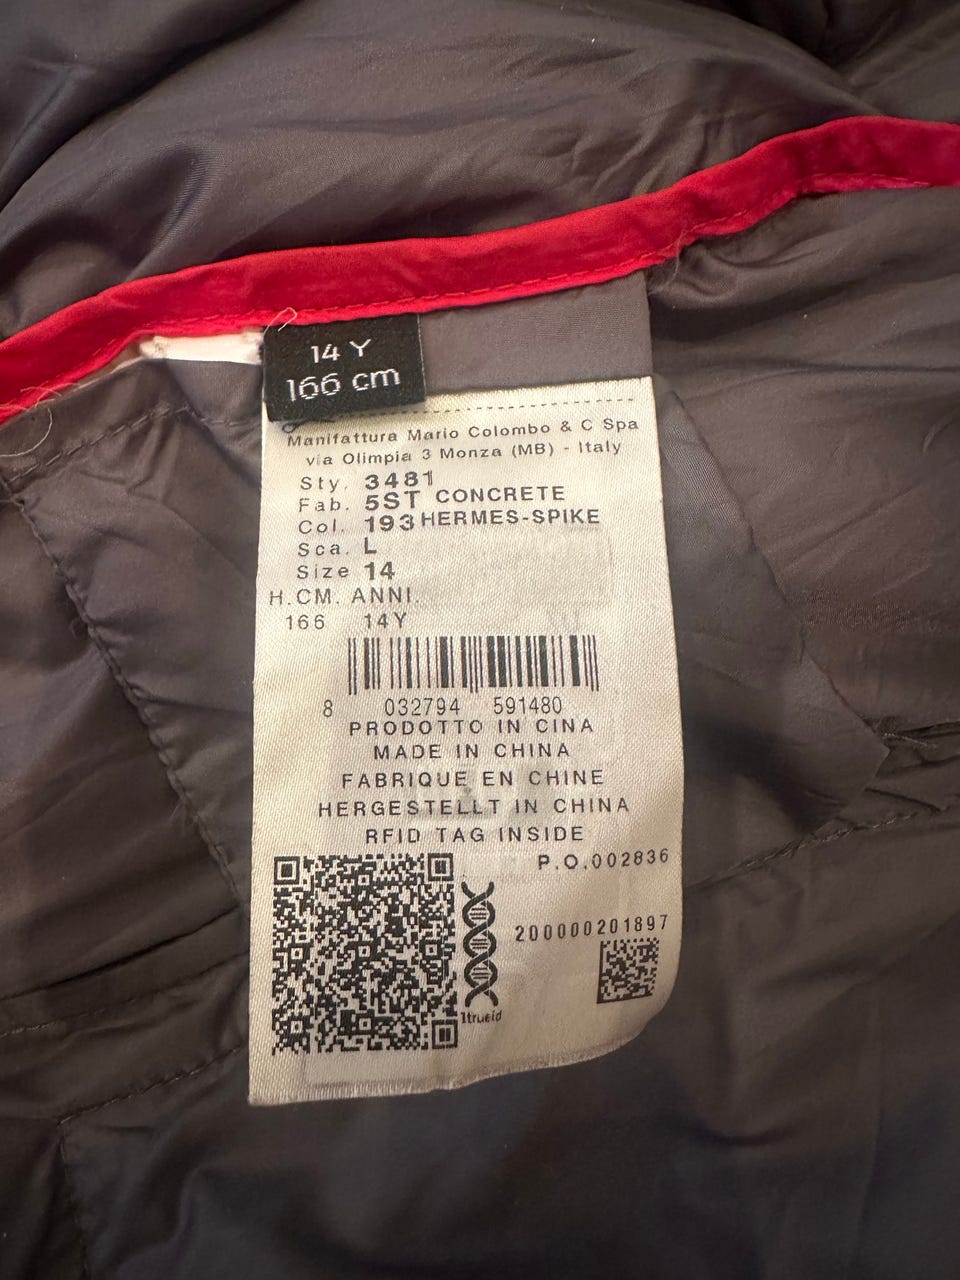 14 Y
166 cm
Manifattura Mario Colombo & C Spa
via Olimpia 3 Monza (MB) - Italy
Sty. 3481
Fab. 5ST CONCRETE
Col. 193 HERMES-SPIKE
Sca. L
Size 14
H.CM. ANNI.
166 14Y
8 032794 591480
PRODOTTO IN CINA
MADE IN CHINA
FABRIQUE EN CHINE
HERGESTELLT IN CHINA
RFID TAG INSIDE
P.O.002836
200000201897
1trueid